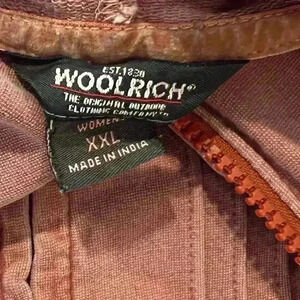 EST. 1830
WOOLRICH®
THE ORIGINAL OUTDOOR
CLOTHING COMPANY
WOMEN
XXL
MADE IN INDIA